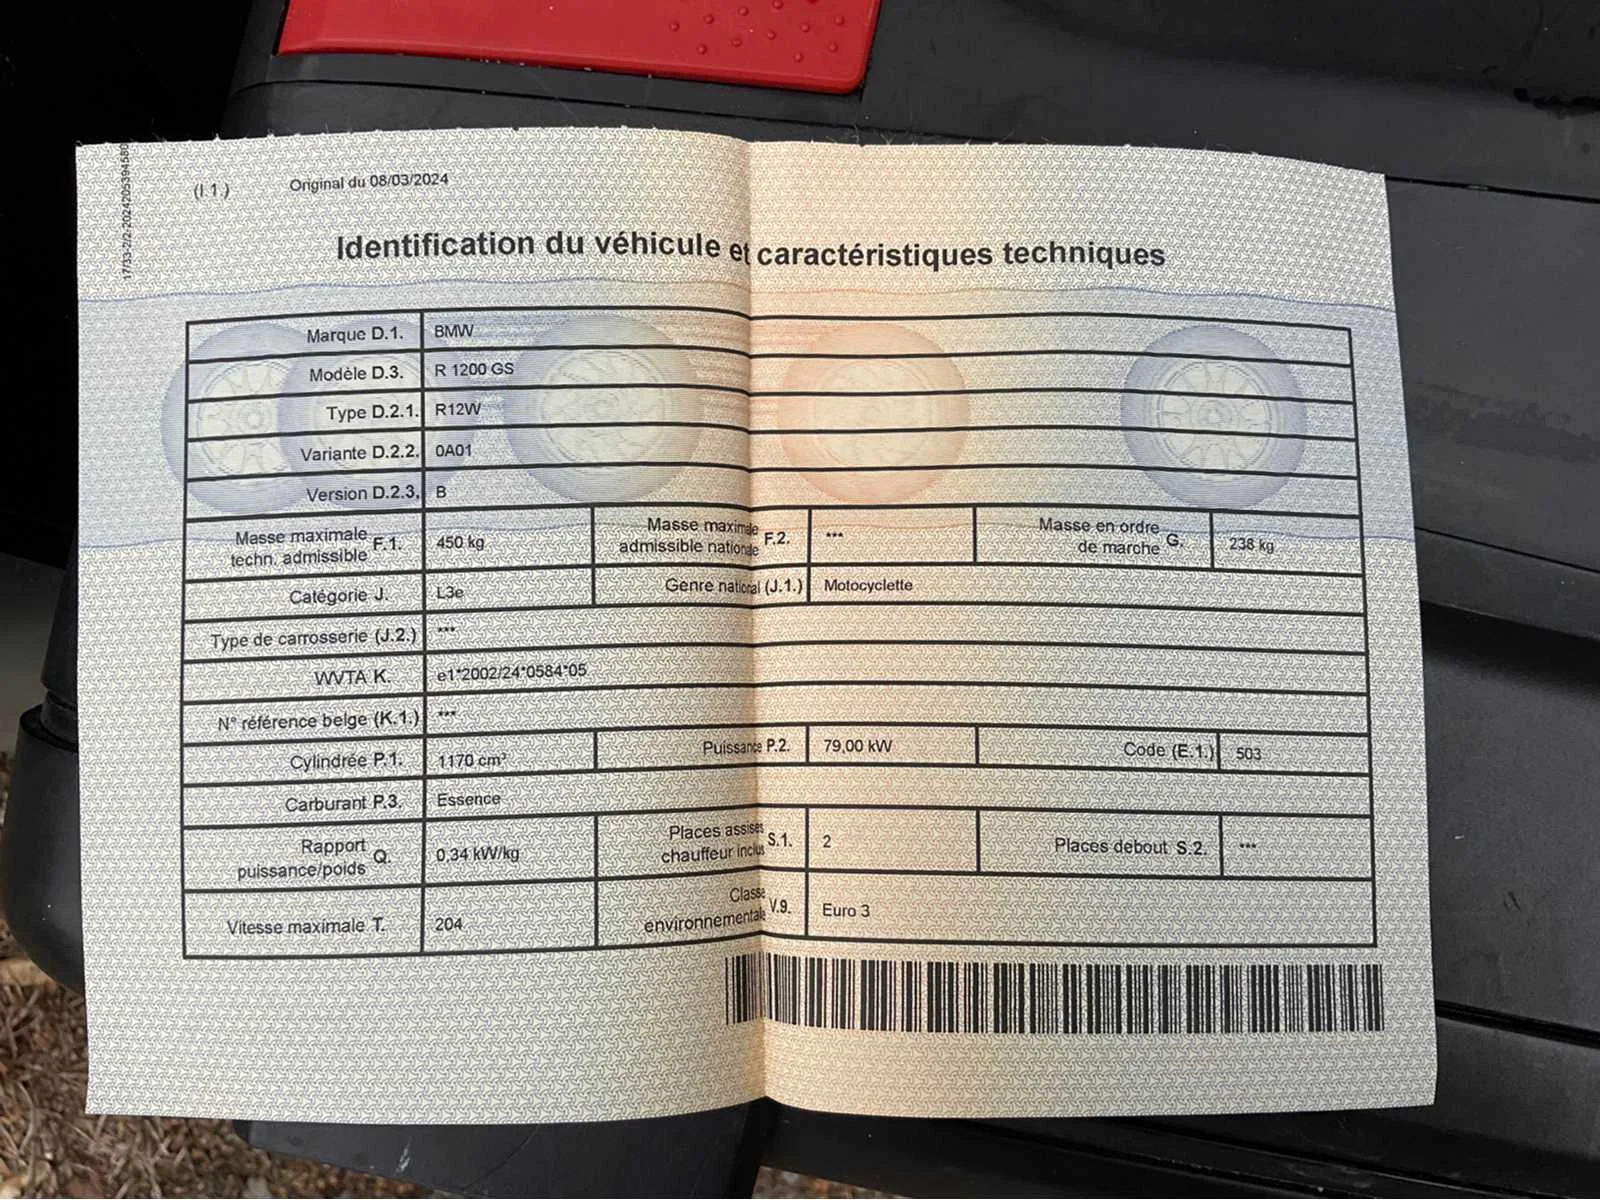 17/33-2/2-2024205394580
(I.1.) Original du 08/03/2024
Identification du véhicule et caractéristiques techniques
Marque D.1. BMW
Modèle D.3. R 1200 GS
Type D.2.1. R12W
Variante D.2.2. 0A01
Version D.2.3. B
Masse maximale techn. admissible F.1. 450 kg Masse maximale admissible nationale F.2. *** Masse en ordre de marche G. 238 kg
Catégorie J. L3e Genre national (J.1.) Motocyclette
Type de carrosserie (J.2.) ***
WVTA K. e1*2002/24*0584*05
N° référence belge (K.1.) ***
Cylindrée P.1. 1170 cm³ Puissance P.2. 79,00 kW Code (E.1.) 503
Carburant P.3. Essence
Rapport puissance/poids Q. 0,34 kW/kg Places assises chauffeur inclus S.1. 2 Places debout S.2. ***
Vitesse maximale T. 204 Classe environnementale V.9. Euro 3